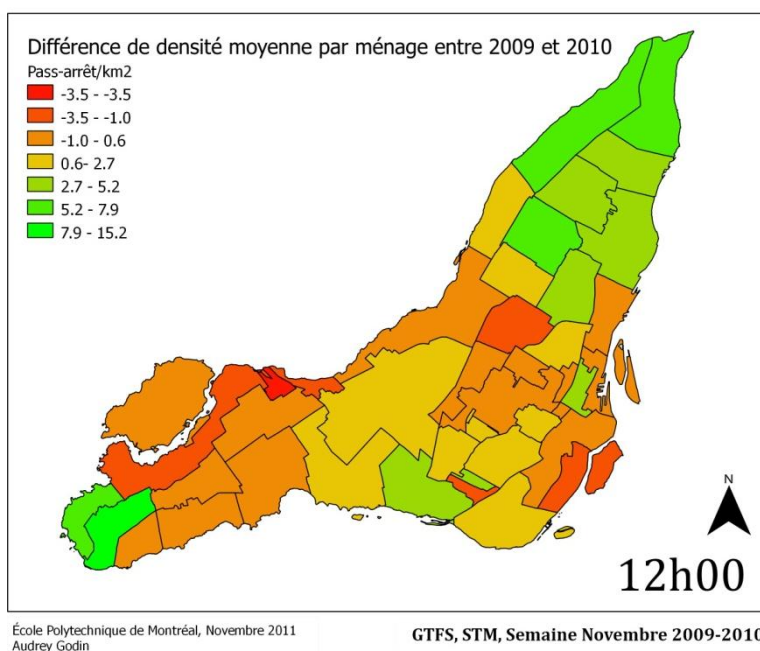 Différence de densité moyenne par ménage entre 2009 et 2010
Pass-arrêt/km2
-3.5 - -3.5
-3.5 - -1.0
-1.0 - 0.6
0.6- 2.7
2.7 - 5.2
5.2 - 7.9
7.9 - 15.2
N
12h00
École Polytechnique de Montréal, Novembre 2011
Audrey Godin
GTFS, STM, Semaine Novembre 2009-2010